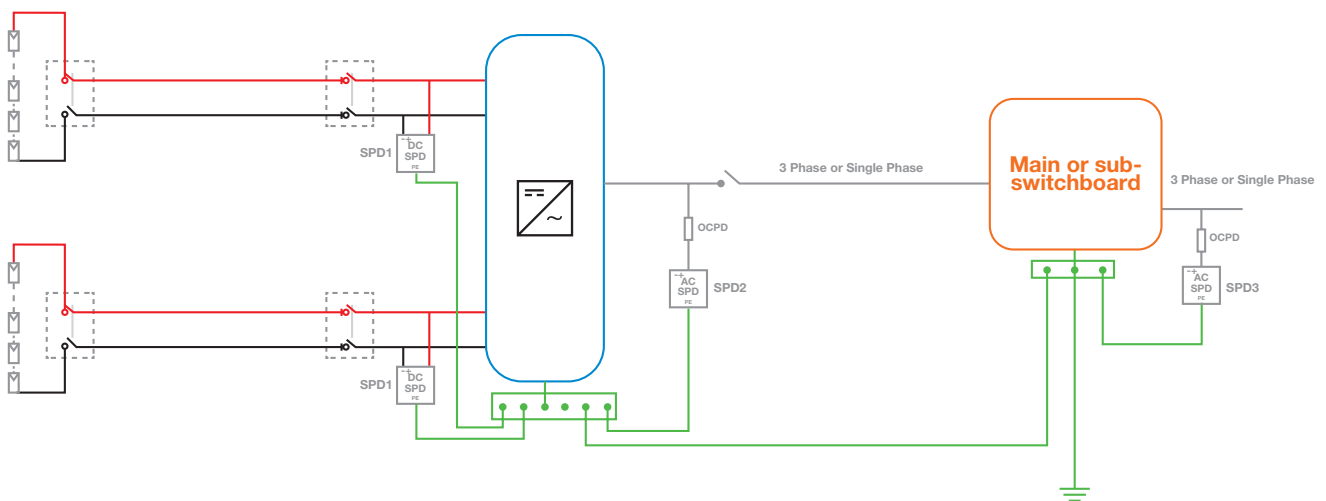 SPD1
-+
DC
SPD
PE
3 Phase or Single Phase
OCPD
-+
AC
SPD
PE
SPD2
Main or sub-
switchboard
3 Phase or Single Phase
OCPD
-+
AC
SPD
PE
SPD3
SPD1
-+
DC
SPD
PE